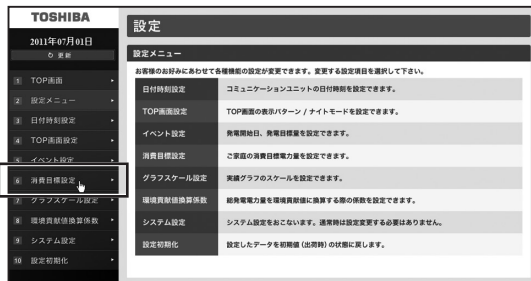 TOSHIBA
2011年07月01日
更新
1 TOP画面
2 設定メニュー
3 日付時刻設定
4 TOP画面設定
5 イベント設定
6 消費目標設定
7 グラフスケール設定
8 環境貢献値換算係数
9 システム設定
10 設定初期化
設定
設定メニュー
お客様のお好みにあわせて各種機能の設定が変更できます。変更する設定項目を選択して下さい。
日付時刻設定 コミュニケーションユニットの日付時刻を設定できます。
TOP画面設定 TOP画面の表示パターン / ナイトモードを設定できます。
イベント設定 発電開始日、発電目標量を設定できます。
消費目標設定 ご家庭の消費目標電力量を設定できます。
グラフスケール設定 実績グラフのスケールを設定できます。
環境貢献値換算係数 総発電電力量を環境貢献値に換算する際の係数を設定できます。
システム設定 システム設定をおこないます。通常時は設定変更する必要はありません。
設定初期化 設定したデータを初期値（出荷時）の状態に戻します。